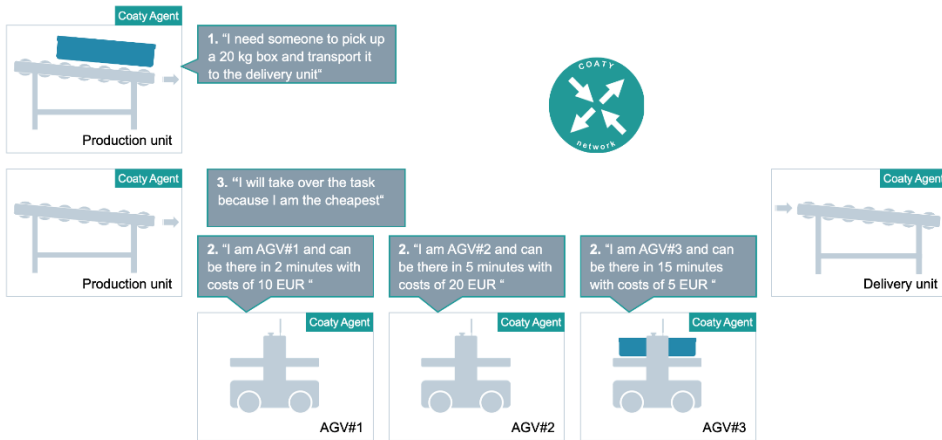 Coaty Agent
1. “I need someone to pick up
a 20 kg box and transport it
to the delivery unit“
Production unit
COATY
network
Coaty Agent
Production unit
3. “I will take over the task
because I am the cheapest“
Coaty Agent
Delivery unit
2. “I am AGV#1 and can
be there in 2 minutes with
costs of 10 EUR “
2. “I am AGV#2 and can
be there in 5 minutes with
costs of 20 EUR “
2. “I am AGV#3 and can
be there in 15 minutes
with costs of 5 EUR “
Coaty Agent
AGV#1
Coaty Agent
AGV#2
Coaty Agent
AGV#3